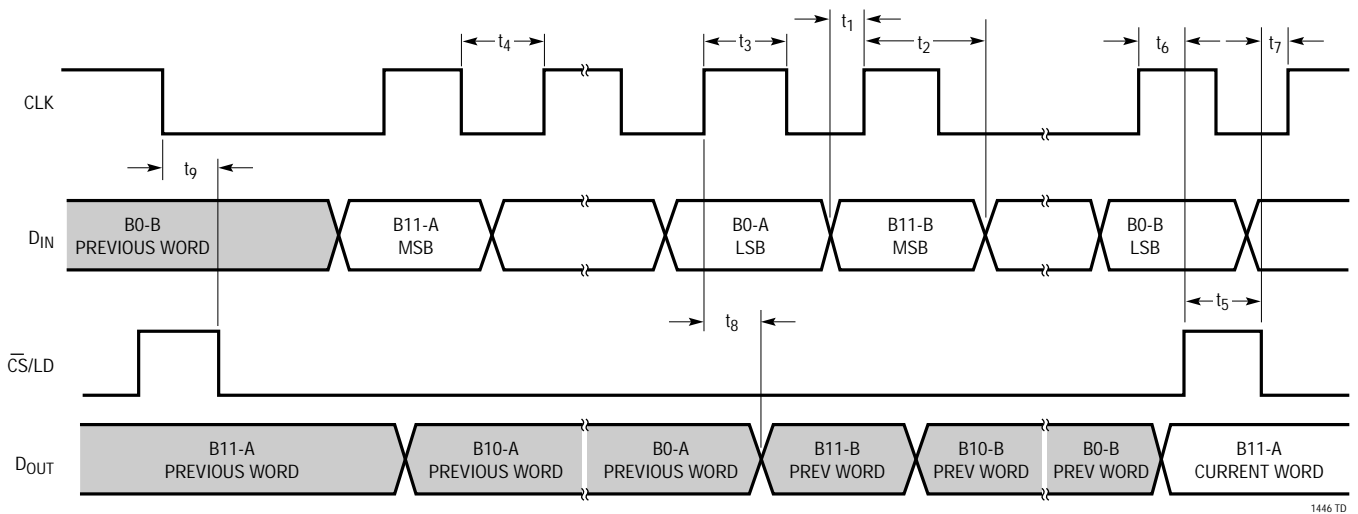 t1
t4 t3 t2 t6 t7
CLK
t9
DIN
B0-B
PREVIOUS WORD
B11-A
MSB
B0-A
LSB
B11-B
MSB
B0-B
LSB
t8
t5
C̅S̅/LD
DOUT
B11-A
PREVIOUS WORD
B10-A
PREVIOUS WORD
B0-A
PREVIOUS WORD
B11-B
PREV WORD
B10-B
PREV WORD
B0-B
PREV WORD
B11-A
CURRENT WORD
1446 TD